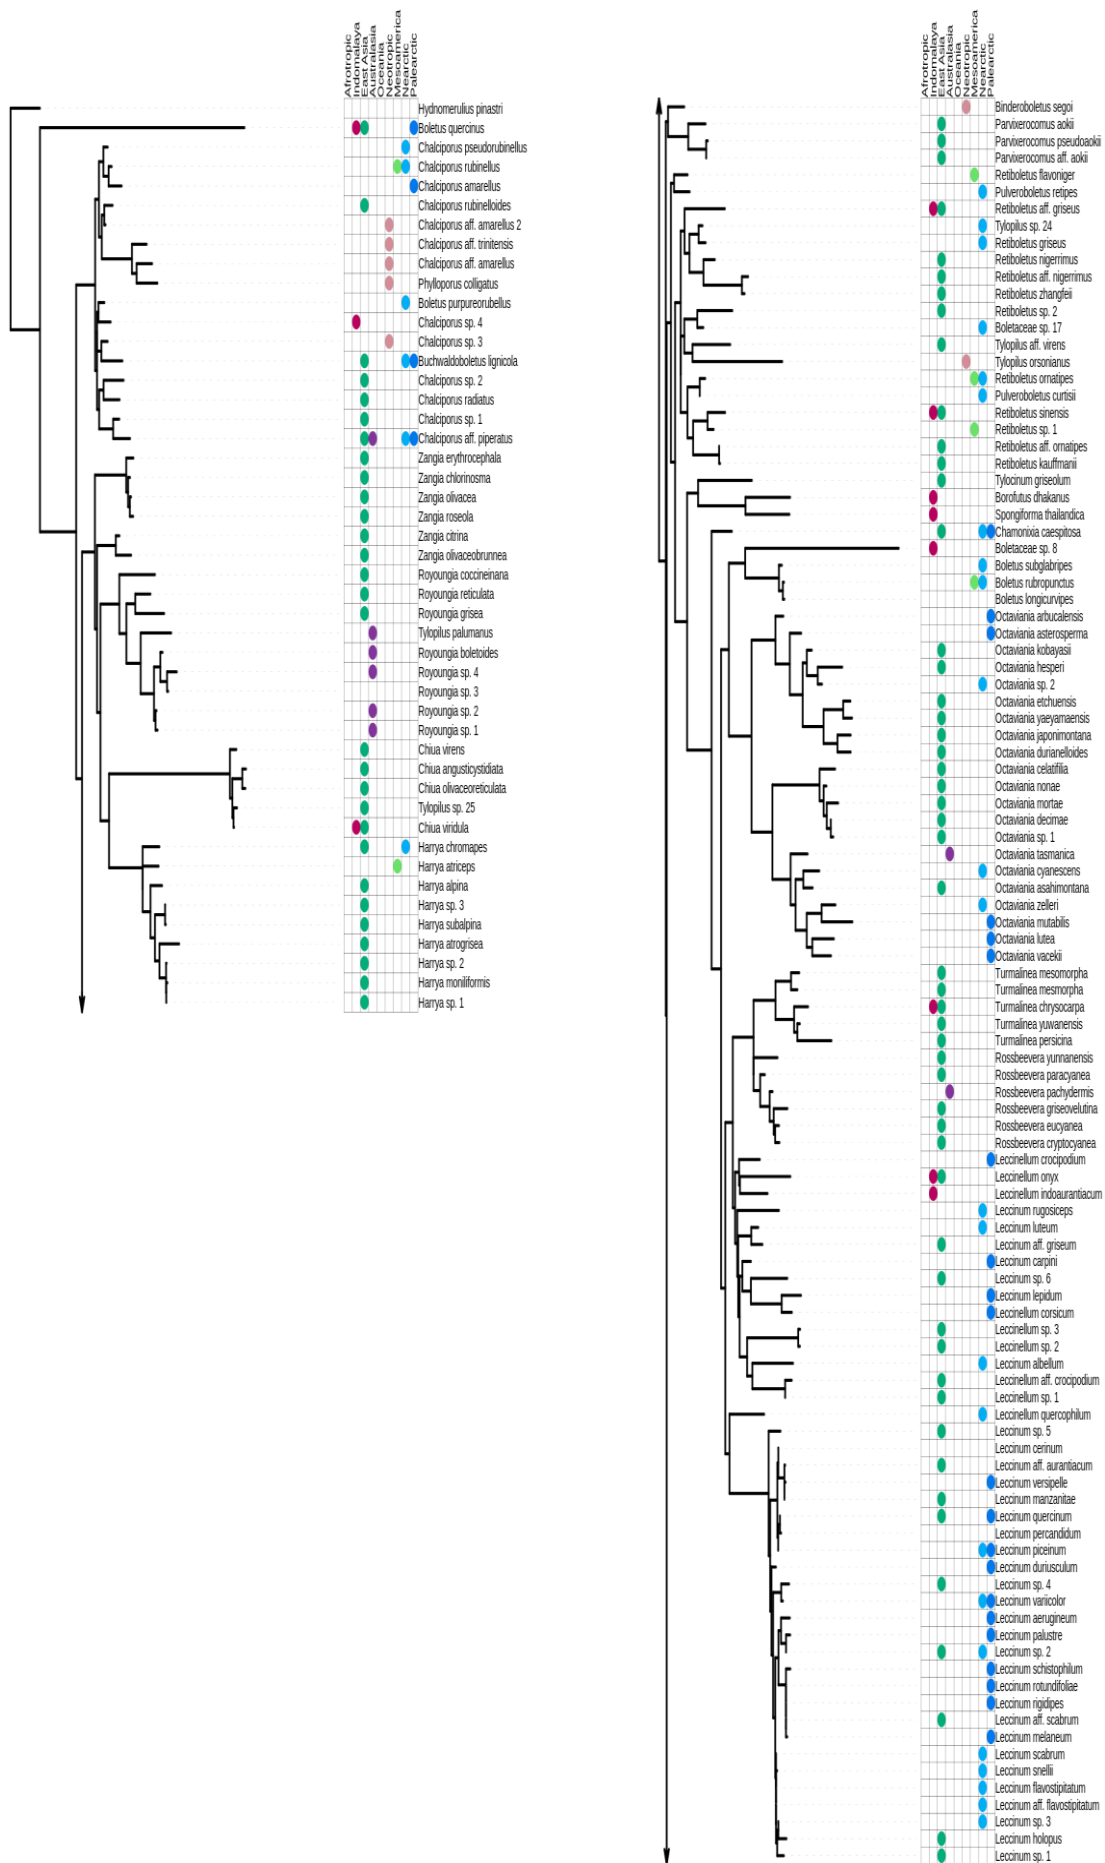 Afrotropic
Indomalaya
East Asia
Australasia
Oceania
Neotropic
Mesoamerica
Nearctic
Palearctic
Hydnomerulius pinastri
Boletus quercinus
Chalciporus pseudorubinellus
Chalciporus rubinellus
Chalciporus amarellus
Chalciporus rubinelloides
Chalciporus aff. amarellus 2
Chalciporus aff. trinitensis
Chalciporus aff. amarellus
Phylloporus colligatus
Boletus purpureorubellus
Chalciporus sp. 4
Chalciporus sp. 3
Buchwaldoboletus lignicola
Chalciporus sp. 2
Chalciporus radiatus
Chalciporus sp. 1
Chalciporus aff. piperatus
Zangia erythrocephala
Zangia chlorinosma
Zangia olivacea
Zangia roseola
Zangia citrina
Zangia olivaceobrunnea
Royoungia coccineinana
Royoungia reticulata
Royoungia grisea
Tylopilus palumanus
Royoungia boletoides
Royoungia sp. 4
Royoungia sp. 3
Royoungia sp. 2
Royoungia sp. 1
Chiua virens
Chiua angusticystidiata
Chiua olivaceoreticulata
Tylopilus sp. 25
Chiua viridula
Harrya chromapes
Harrya atriceps
Harrya alpina
Harrya sp. 3
Harrya subalpina
Harrya atrogrisea
Harrya sp. 2
Harrya moniliformis
Harrya sp. 1
Afrotropic
Indomalaya
East Asia
Australasia
Oceania
Neotropic
Mesoamerica
Nearctic
Palearctic
Binderoboletus segoi
Parvixerocomus aokii
Parvixerocomus pseudoaokii
Parvixerocomus aff. aokii
Retiboletus flavoniger
Pulveroboletus retipes
Retiboletus aff. griseus
Tylopilus sp. 24
Retiboletus griseus
Retiboletus nigerrimus
Retiboletus aff. nigerrimus
Retiboletus zhangfeii
Retiboletus sp. 2
Boletaceae sp. 17
Tylopilus aff. virens
Tylopilus orsonianus
Retiboletus ornatipes
Pulveroboletus curtisii
Retiboletus sinensis
Retiboletus sp. 1
Retiboletus aff. ornatipes
Retiboletus kauffmanii
Tylocinum griseolum
Borofutus dhakanus
Spongiforma thailandica
Chamonixia caespitosa
Boletaceae sp. 8
Boletus subglabripes
Boletus rubropunctus
Boletus longicurvipes
Octaviania arbucalensis
Octaviania asterosperma
Octaviania kobayasii
Octaviania hesperi
Octaviania sp. 2
Octaviania etchuensis
Octaviania yaeyamaensis
Octaviania japonimontana
Octaviania durianelloides
Octaviania celatifilia
Octaviania nonae
Octaviania mortae
Octaviania decimae
Octaviania sp. 1
Octaviania tasmanica
Octaviania cyanescens
Octaviania asahimontana
Octaviania zelleri
Octaviania mutabilis
Octaviania lutea
Octaviania vacekii
Turmalinea mesomorpha
Turmalinea mesmorpha
Turmalinea chrysocarpa
Turmalinea yuwanensis
Turmalinea persicina
Rossbeevera yunnanensis
Rossbeevera paracyanea
Rossbeevera pachydermis
Rossbeevera griseovelutina
Rossbeevera eucyanea
Rossbeevera cryptocyanea
Leccinellum crocipodium
Leccinellum onyx
Leccinellum indoaurantiacum
Leccinum rugosiceps
Leccinum luteum
Leccinum aff. griseum
Leccinum carpini
Leccinum sp. 6
Leccinum lepidum
Leccinellum corsicum
Leccinellum sp. 3
Leccinellum sp. 2
Leccinum albellum
Leccinellum aff. crocipodium
Leccinellum sp. 1
Leccinellum quercophilum
Leccinum sp. 5
Leccinum cerinum
Leccinum aff. aurantiacum
Leccinum versipelle
Leccinum manzanitae
Leccinum quercinum
Leccinum percandidum
Leccinum piceinum
Leccinum duriusculum
Leccinum sp. 4
Leccinum variicolor
Leccinum aerugineum
Leccinum palustre
Leccinum sp. 2
Leccinum schistophilum
Leccinum rotundifoliae
Leccinum rigidipes
Leccinum aff. scabrum
Leccinum melaneum
Leccinum scabrum
Leccinum snellii
Leccinum flavostipitatum
Leccinum aff. flavostipitatum
Leccinum sp. 3
Leccinum holopus
Leccinum sp. 1